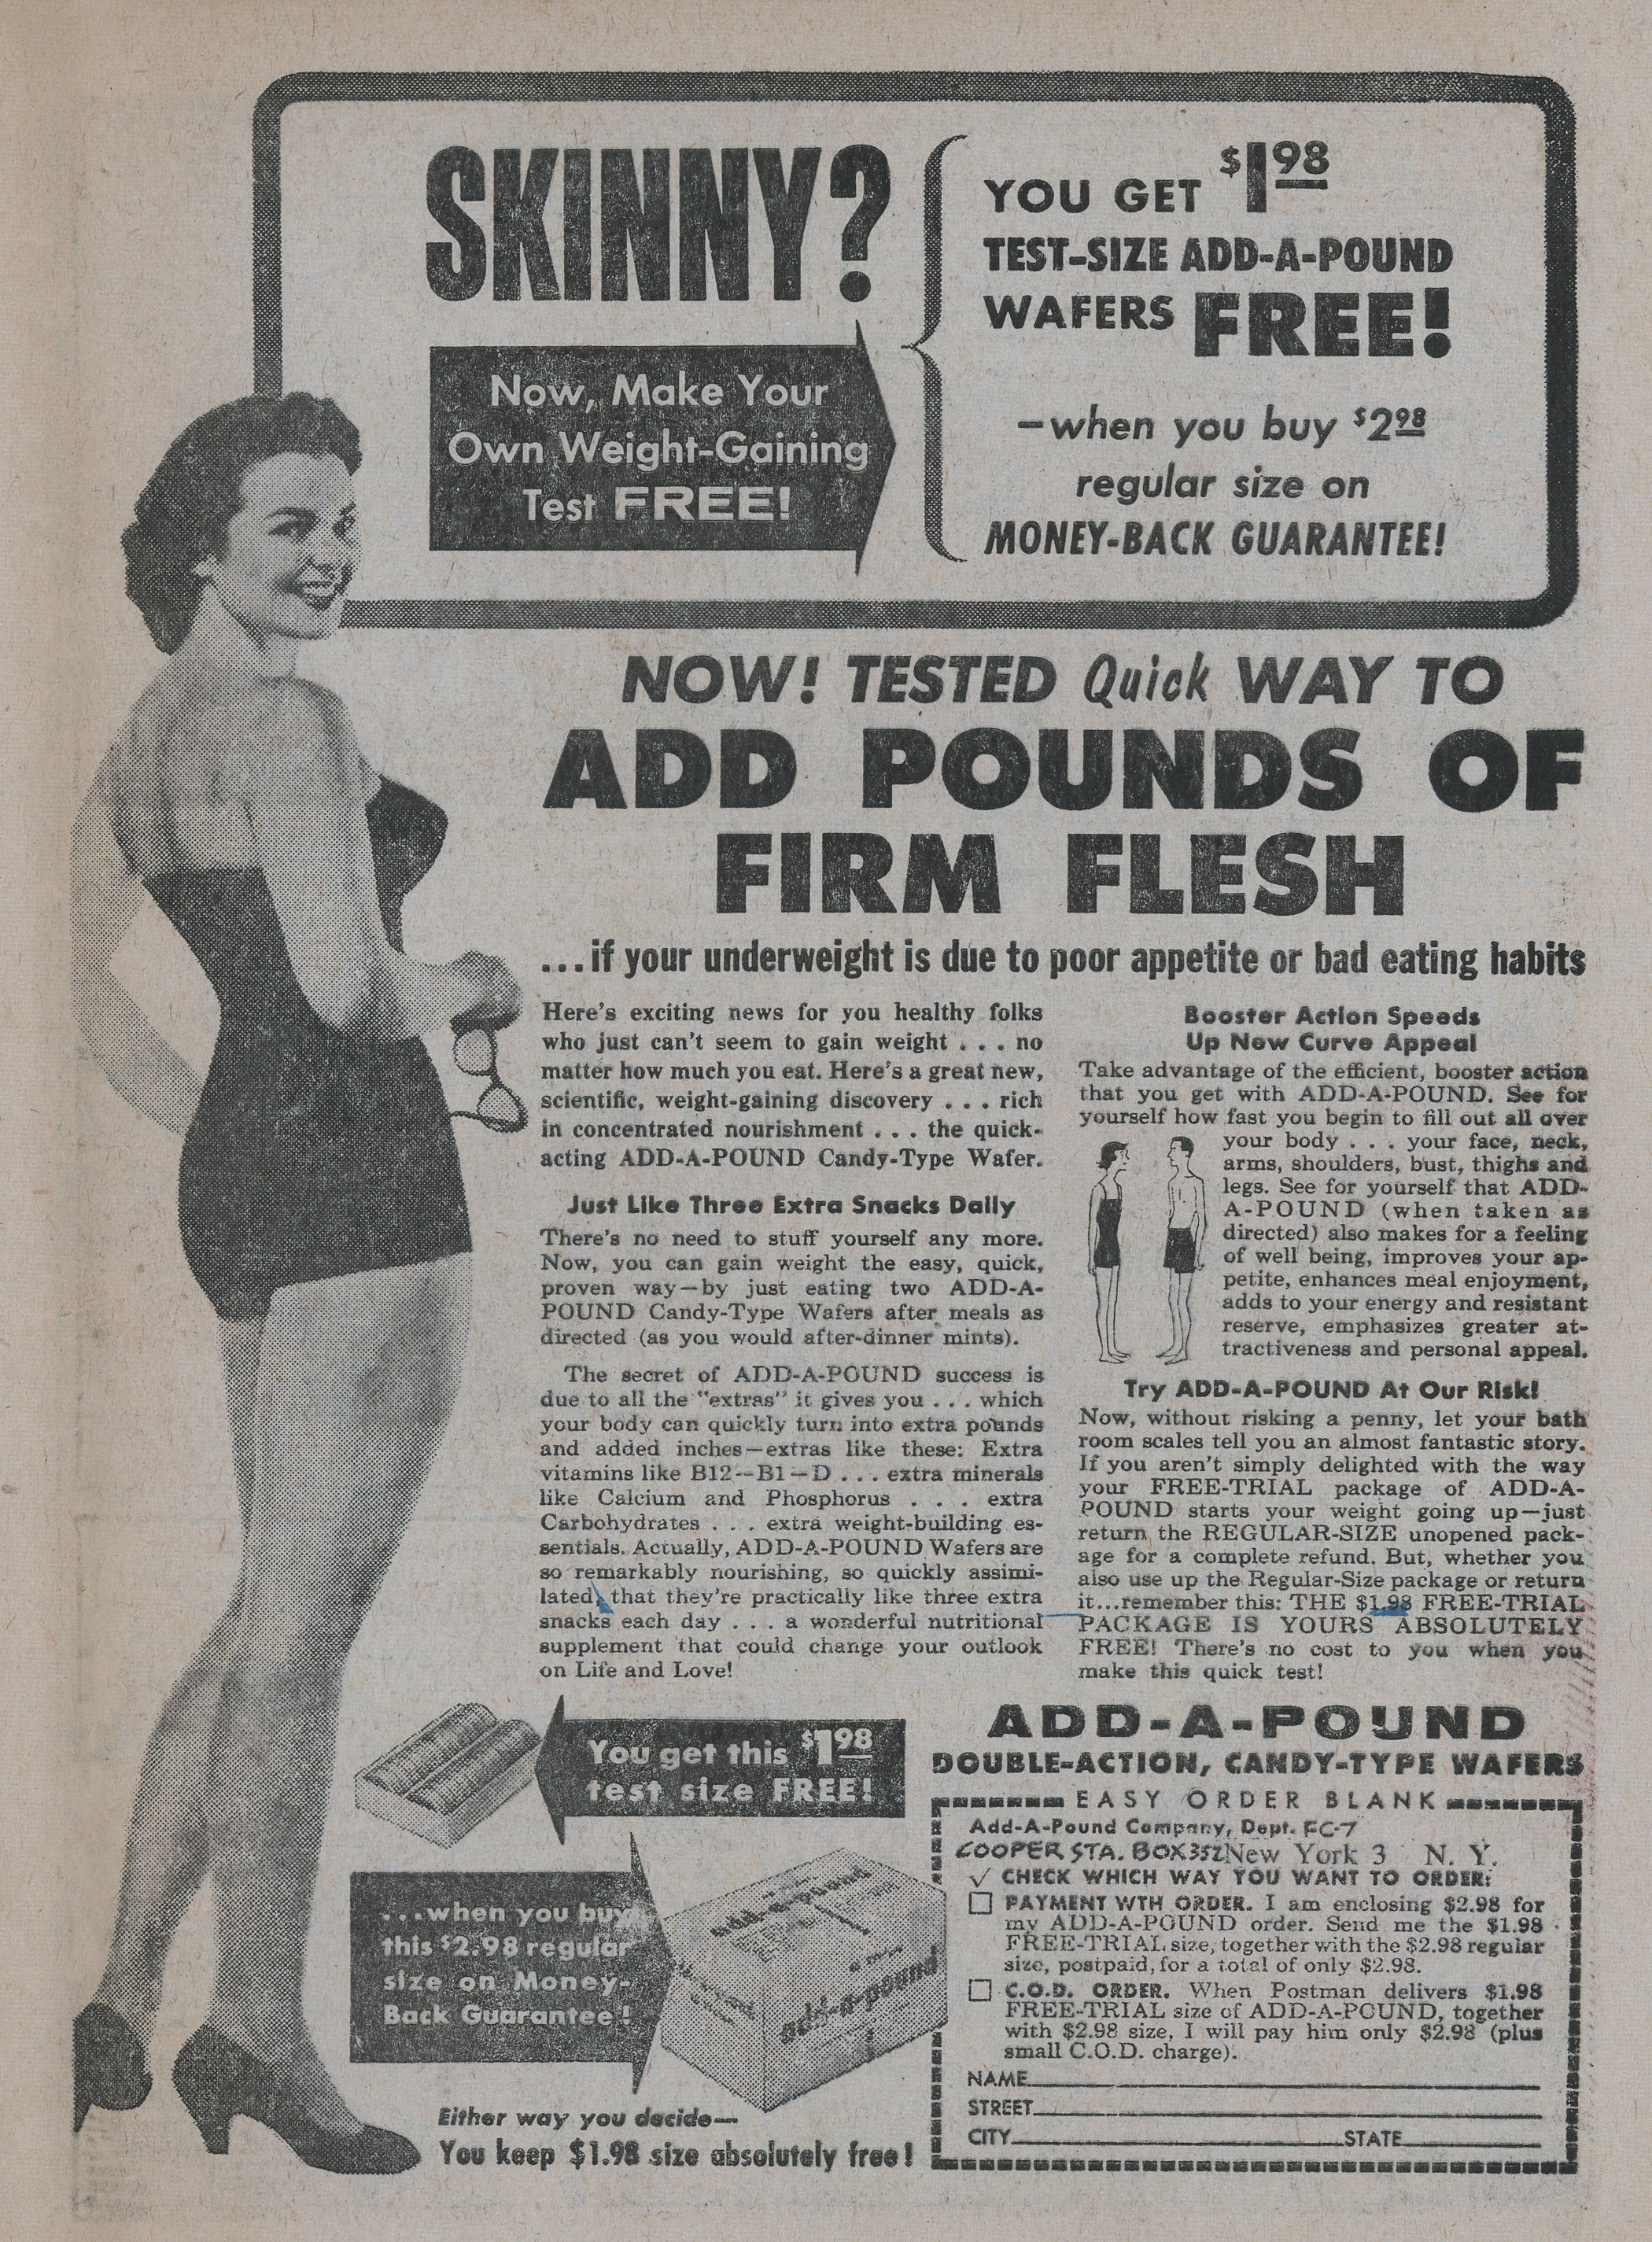 SKINNY?
Now, Make Your
Own Weight-Gaining
Test FREE!
YOU GET $1.98
TEST-SIZE ADD-A-POUND
WAFERS FREE!
—when you buy $2.98
regular size on
MONEY-BACK GUARANTEE!
NOW! TESTED Quick WAY TO
ADD POUNDS OF
FIRM FLESH
...if your underweight is due to poor appetite or bad eating habits
Here's exciting news for you healthy folks
who just can't seem to gain weight . . . no
matter how much you eat. Here's a great new,
scientific, weight-gaining discovery . . . rich
in concentrated nourishment . . . the quick-
acting ADD-A-POUND Candy-Type Wafer.
Just Like Three Extra Snacks Daily
There's no need to stuff yourself any more.
Now, you can gain weight the easy, quick,
proven way—by just eating two ADD-A-
POUND Candy-Type Wafers after meals as
directed (as you would after-dinner mints).
The secret of ADD-A-POUND success is
due to all the "extras" it gives you . . . which
your body can quickly turn into extra pounds
and added inches—extras like these: Extra
vitamins like B12—B1—D . . . extra minerals
like Calcium and Phosphorus . . . extra
Carbohydrates . . . extra weight-building es-
sentials. Actually, ADD-A-POUND Wafers are
so remarkably nourishing, so quickly assimi-
lated, that they're practically like three extra
snacks each day . . . a wonderful nutritional
supplement that could change your outlook
on Life and Love!
Booster Action Speeds
Up New Curve Appeal
Take advantage of the efficient, booster action
that you get with ADD-A-POUND. See for
yourself how fast you begin to fill out all over
your body . . . your face, neck,
arms, shoulders, bust, thighs and
legs. See for yourself that ADD-
A-POUND (when taken as
directed) also makes for a feeling
of well being, improves your ap-
petite, enhances meal enjoyment,
adds to your energy and resistant
reserve, emphasizes greater at-
tractiveness and personal appeal.
Try ADD-A-POUND At Our Risk!
Now, without risking a penny, let your bath
room scales tell you an almost fantastic story.
If you aren't simply delighted with the way
your FREE-TRIAL package of ADD-A-
POUND starts your weight going up—just
return the REGULAR-SIZE unopened pack-
age for a complete refund. But, whether you
also use up the Regular-Size package or return
it...remember this: THE $1.98 FREE-TRIAL
PACKAGE IS YOURS ABSOLUTELY
FREE! There's no cost to you when you
make this quick test!
You get this $1.98
test size FREE!
...when you buy
this $2.98 regular
size on Money-
Back Guarantee!
add-a-pound
add-a-pound
Either way you decide—
You keep $1.98 size absolutely free!
ADD-A-POUND
DOUBLE-ACTION, CANDY-TYPE WAFERS
EASY ORDER BLANK
Add-A-Pound Company, Dept. FC-7
COOPER STA. BOX 352 New York 3 N. Y.
✓ CHECK WHICH WAY YOU WANT TO ORDER:
☐ PAYMENT WTH ORDER. I am enclosing $2.98 for
my ADD-A-POUND order. Send me the $1.98
FREE-TRIAL size, together with the $2.98 regular
size, postpaid, for a total of only $2.98.
☐ C.O.D. ORDER. When Postman delivers $1.98
FREE-TRIAL size of ADD-A-POUND, together
with $2.98 size, I will pay him only $2.98 (plus
small C.O.D. charge).
NAME
STREET
CITY STATE